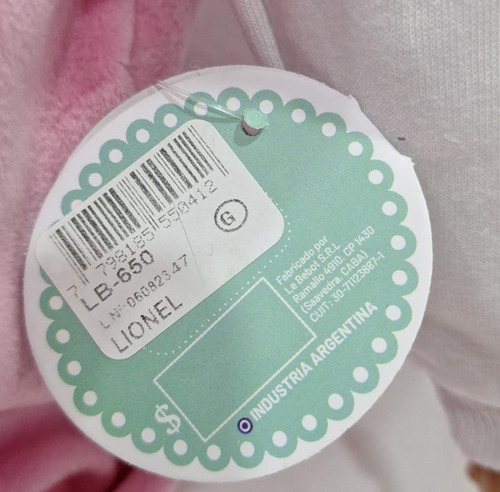 7 798185 550412
G
LB-650
L.Nº06082347
LIONEL
Fabricado por
Le Bebot S.R.L
Ramallo 4910, CP 1430
(Saavedra, CABA)
CUIT: 30-71123887-1
$
INDUSTRIA ARGENTINA